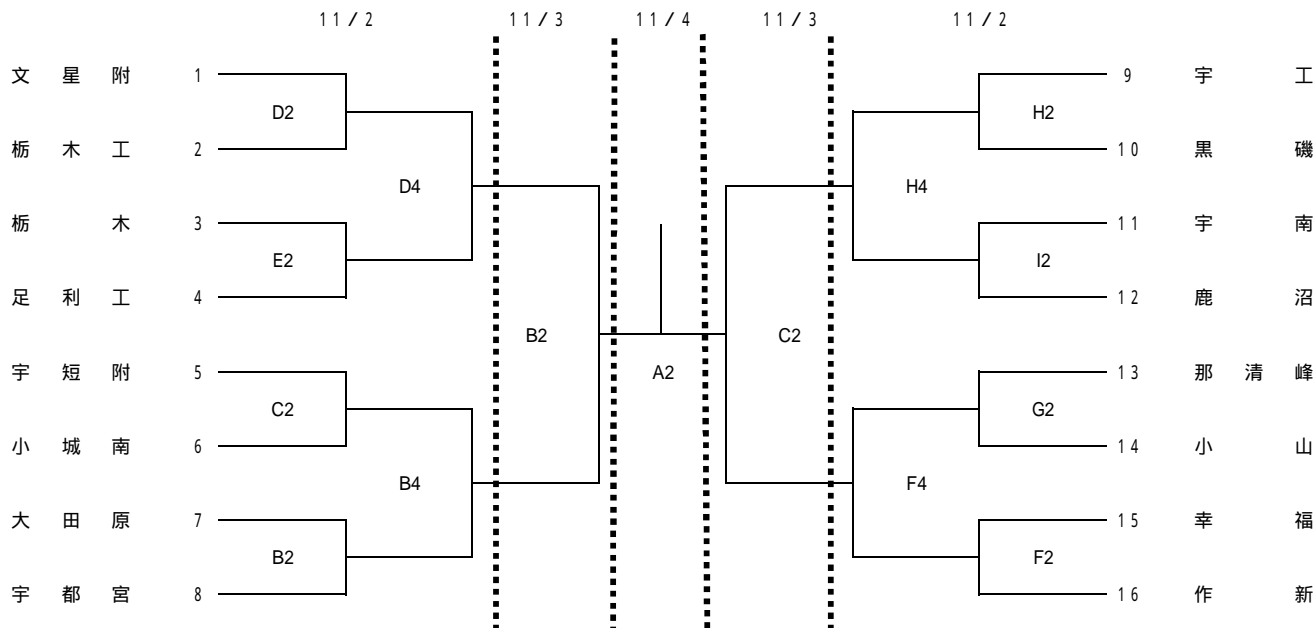 11/2 11/3 11/4 11/3 11/2
文星附 1 9 宇工
D2 H2
栃木工 2 10 黒磯
D4 H4
栃木 3 11 宇南
E2 I2
足利工 4 12 鹿沼
B2 C2
宇短附 5 A2 13 那清峰
C2 G2
小城南 6 14 小山
B4 F4
大田原 7 15 幸福
B2 F2
宇都宮 8 16 作新